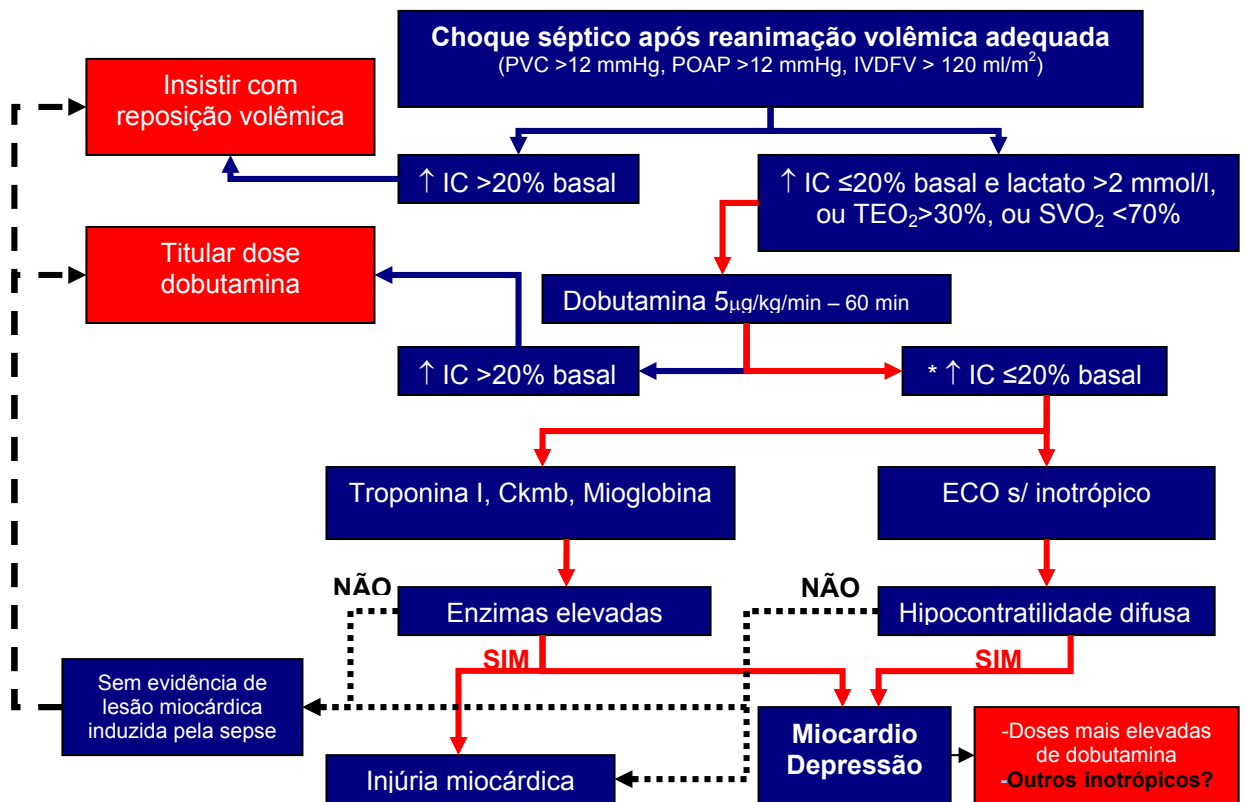 Choque séptico após reanimação volêmica adequada
(PVC >12 mmHg, POAP >12 mmHg, IVDFV > 120 ml/m²)
Insistir com
reposição volêmica
↑ IC >20% basal
↑ IC ≤20% basal e lactato >2 mmol/l,
ou TEO₂>30%, ou SVO₂ <70%
Titular dose
dobutamina
Dobutamina 5μg/kg/min – 60 min
↑ IC >20% basal
* ↑ IC ≤20% basal
Troponina I, Ckmb, Mioglobina
ECO s/ inotrópico
NÃO
NÃO
Enzimas elevadas
Hipocontratilidade difusa
SIM
SIM
Sem evidência de
lesão miocárdica
induzida pela sepse
Injúria miocárdica
Miocardio
Depressão
-Doses mais elevadas
de dobutamina
-Outros inotrópicos?